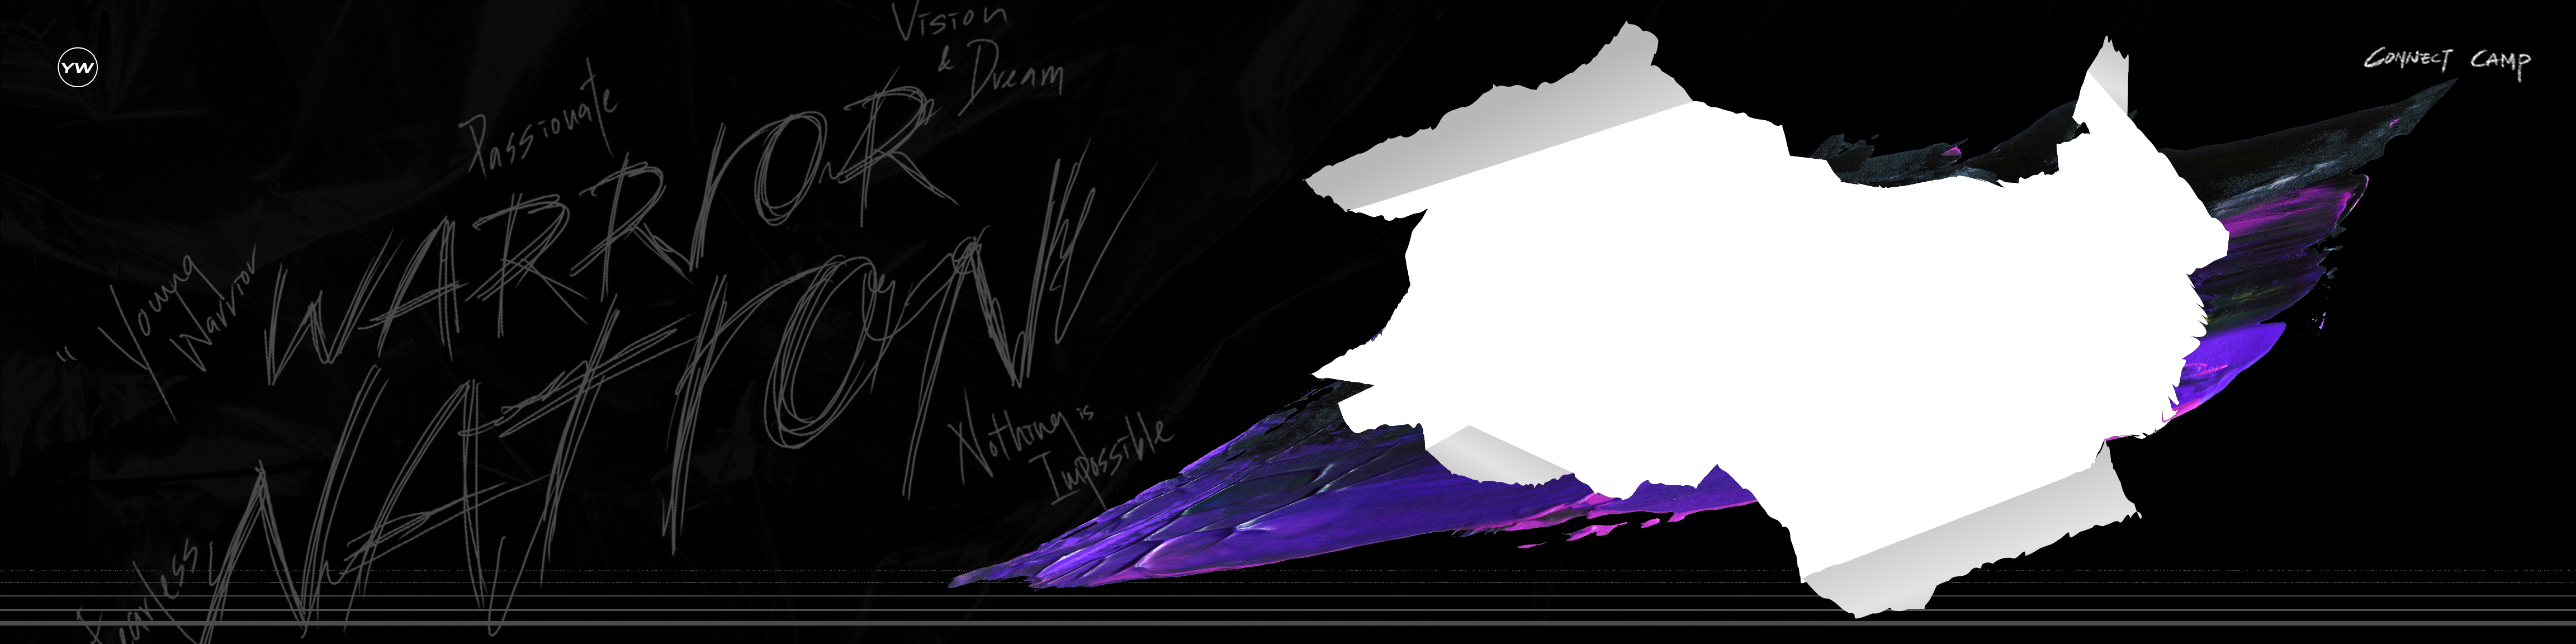 YW
CONNECT CAMP
Vision
& Dream
Passionate
"Young
Warrior
WARRIOR
NATION
Nothing is
Impossible
Fearless